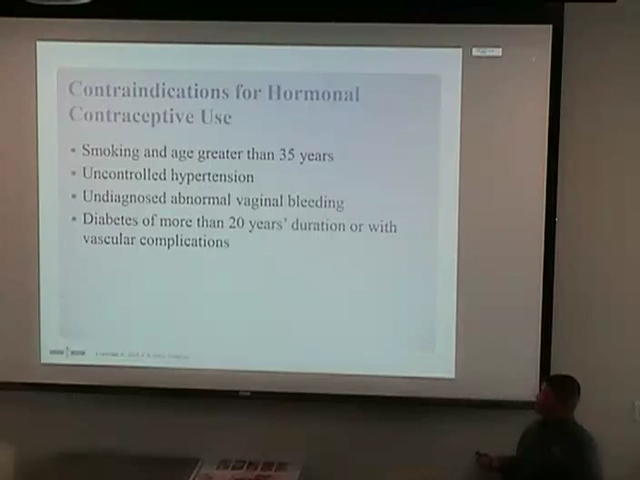 Contraindications for Hormonal
Contraceptive Use
• Smoking and age greater than 35 years
• Uncontrolled hypertension
• Undiagnosed abnormal vaginal bleeding
• Diabetes of more than 20 years' duration or with
vascular complications